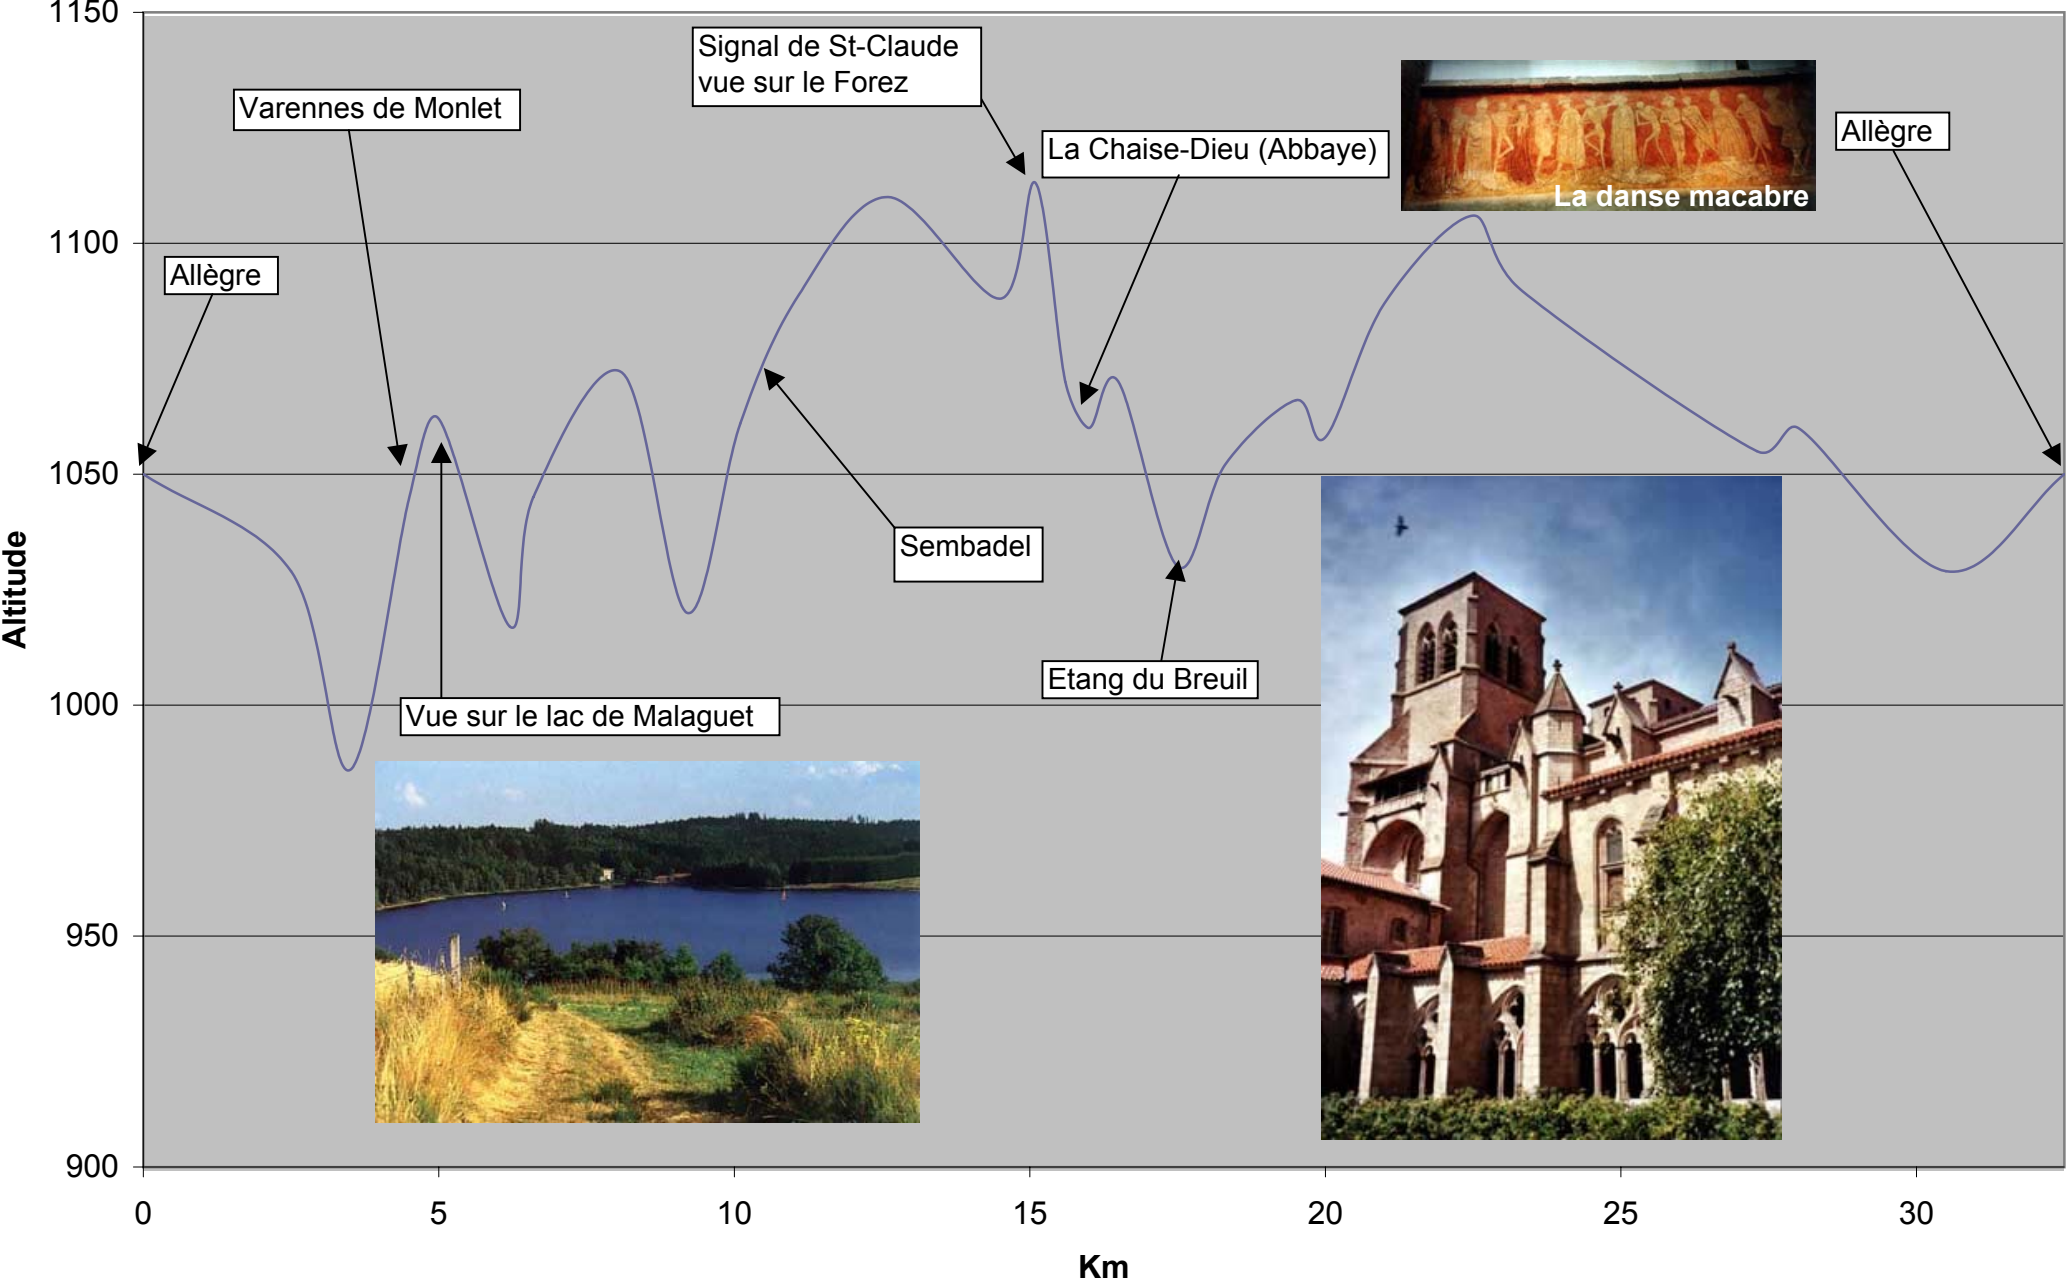 1150
1100
1050
1000
950
900
Altitude
0 5 10 15 20 25 30
Km
Allègre
Varennes de Monlet
Vue sur le lac de Malaguet
Sembadel
Signal de St-Claude
vue sur le Forez
La Chaise-Dieu (Abbaye)
Etang du Breuil
La danse macabre
Allègre